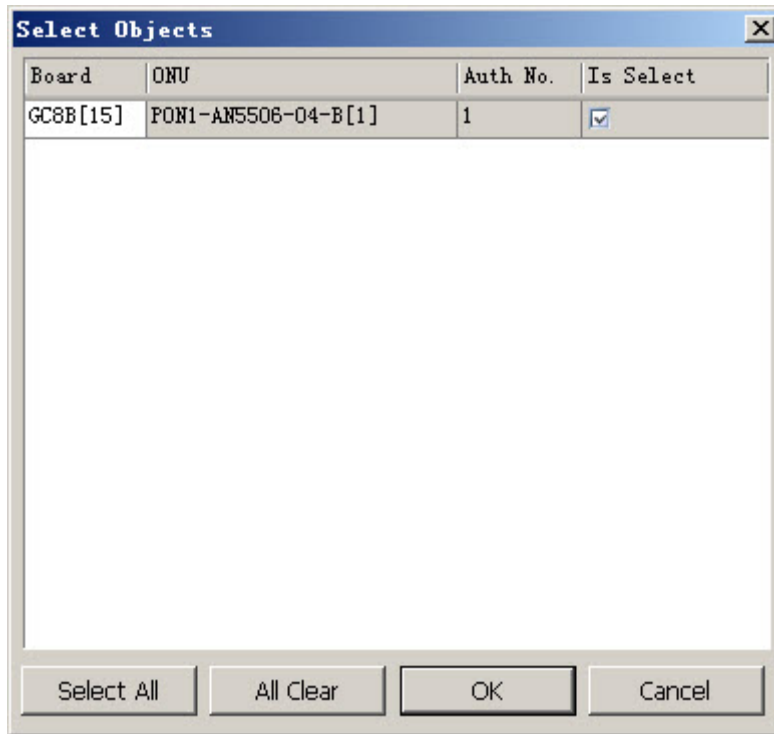 Select Objects
Board ONU Auth No. Is Select
GC8B[15] PON1-AN5506-04-B[1] 1
Select All All Clear OK Cancel